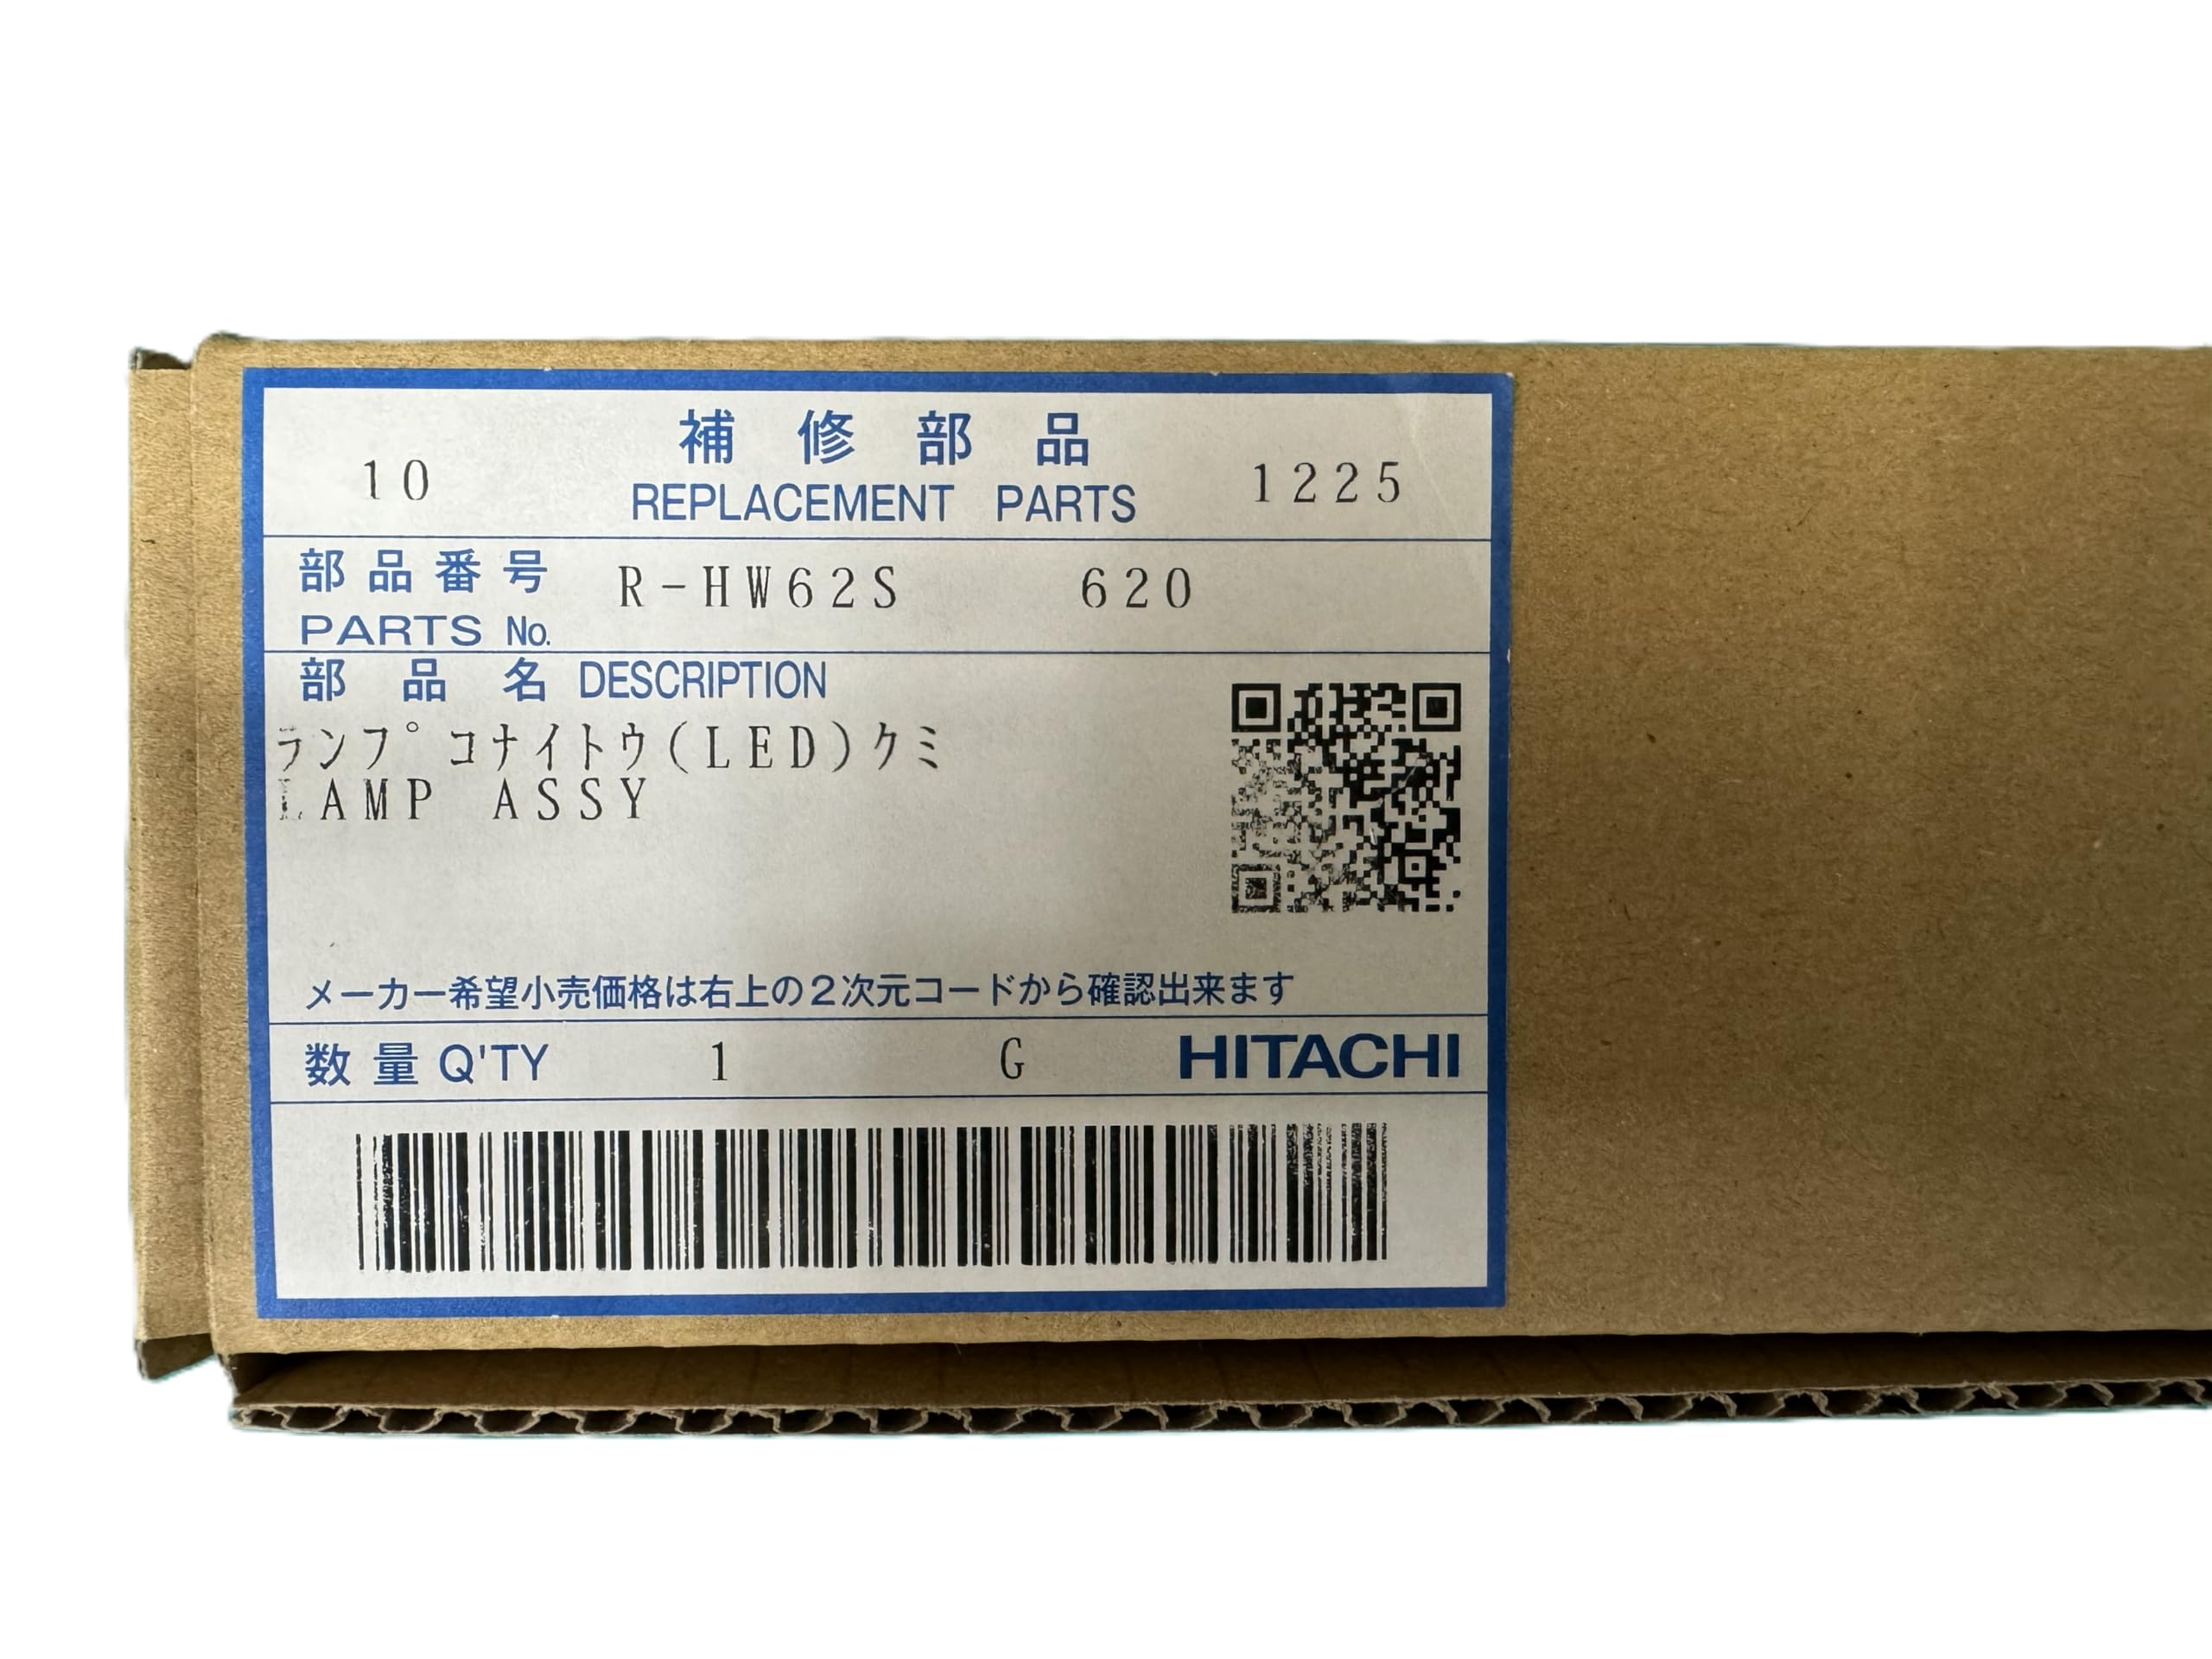 補修部品
10 REPLACEMENT PARTS 1225
部品番号 R-HW62S 620
PARTS No.
部品名 DESCRIPTION
ランプ コナイトウ(LED)クミ
LAMP ASSY
メーカー希望小売価格は右上の2次元コードから確認出来ます
数量 Q'TY 1 G HITACHI